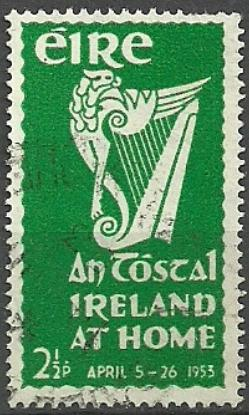 éIRe
An Tóstal
IRELAND
AT HOME
2½P APRIL 5 - 26 1953